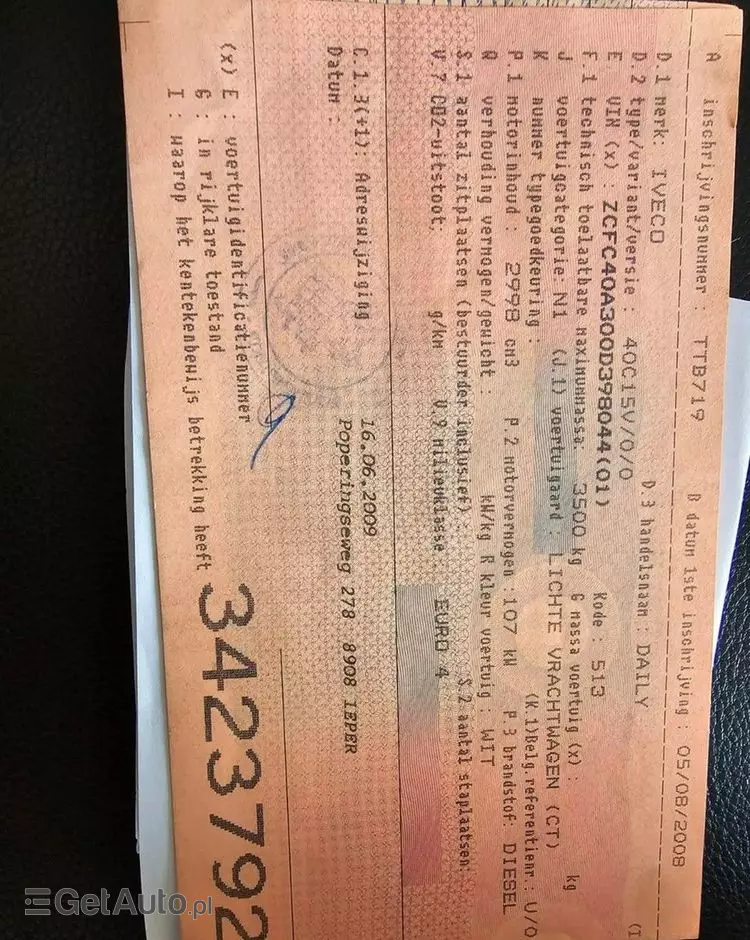 A inschrijvingsnummer : TTB719 B datum 1ste inschrijving : 05/08/2008
D.1 merk: IVECO (I
D.2 type/variant/versie : 40C15V/0/0 D.3 handelsnaam : DAILY
E VIN (x) : ZCFC40A300D398044(01) Kode : 513
F.1 technisch toelaatbare maximummassa: 3500 kg G massa voertuig (x) : kg
J voertuigcategorie: N1 (J.1) voertuigaard : LICHTE VRACHTWAGEN (CT)
K nummer typegoedkeuring : (K.1)Belg.referentienr.: U/0
P.1 motorinhoud : 2998 cm3 P.2 motorvermogen :107 kW P.3 brandstof: DIESEL
Q verhouding vermogen/gewicht : kW/kg R kleur voertuig : WIT
S.1 aantal zitplaatsen (bestuurder inclusief) : S.2 aantal staplaatsen:
V.7 CO2-uitstoot: g/km V.9 milieuklasse : EURO 4
C.1.3(+1): Adreswijziging 16.06.2009
Datum : Poperingseweg 278 8908 IEPER
(x) E : voertuigidentificatienummer
G : in rijklare toestand
I : waarop het kentekenbewijs betrekking heeft
3423792
GetAuto.pl